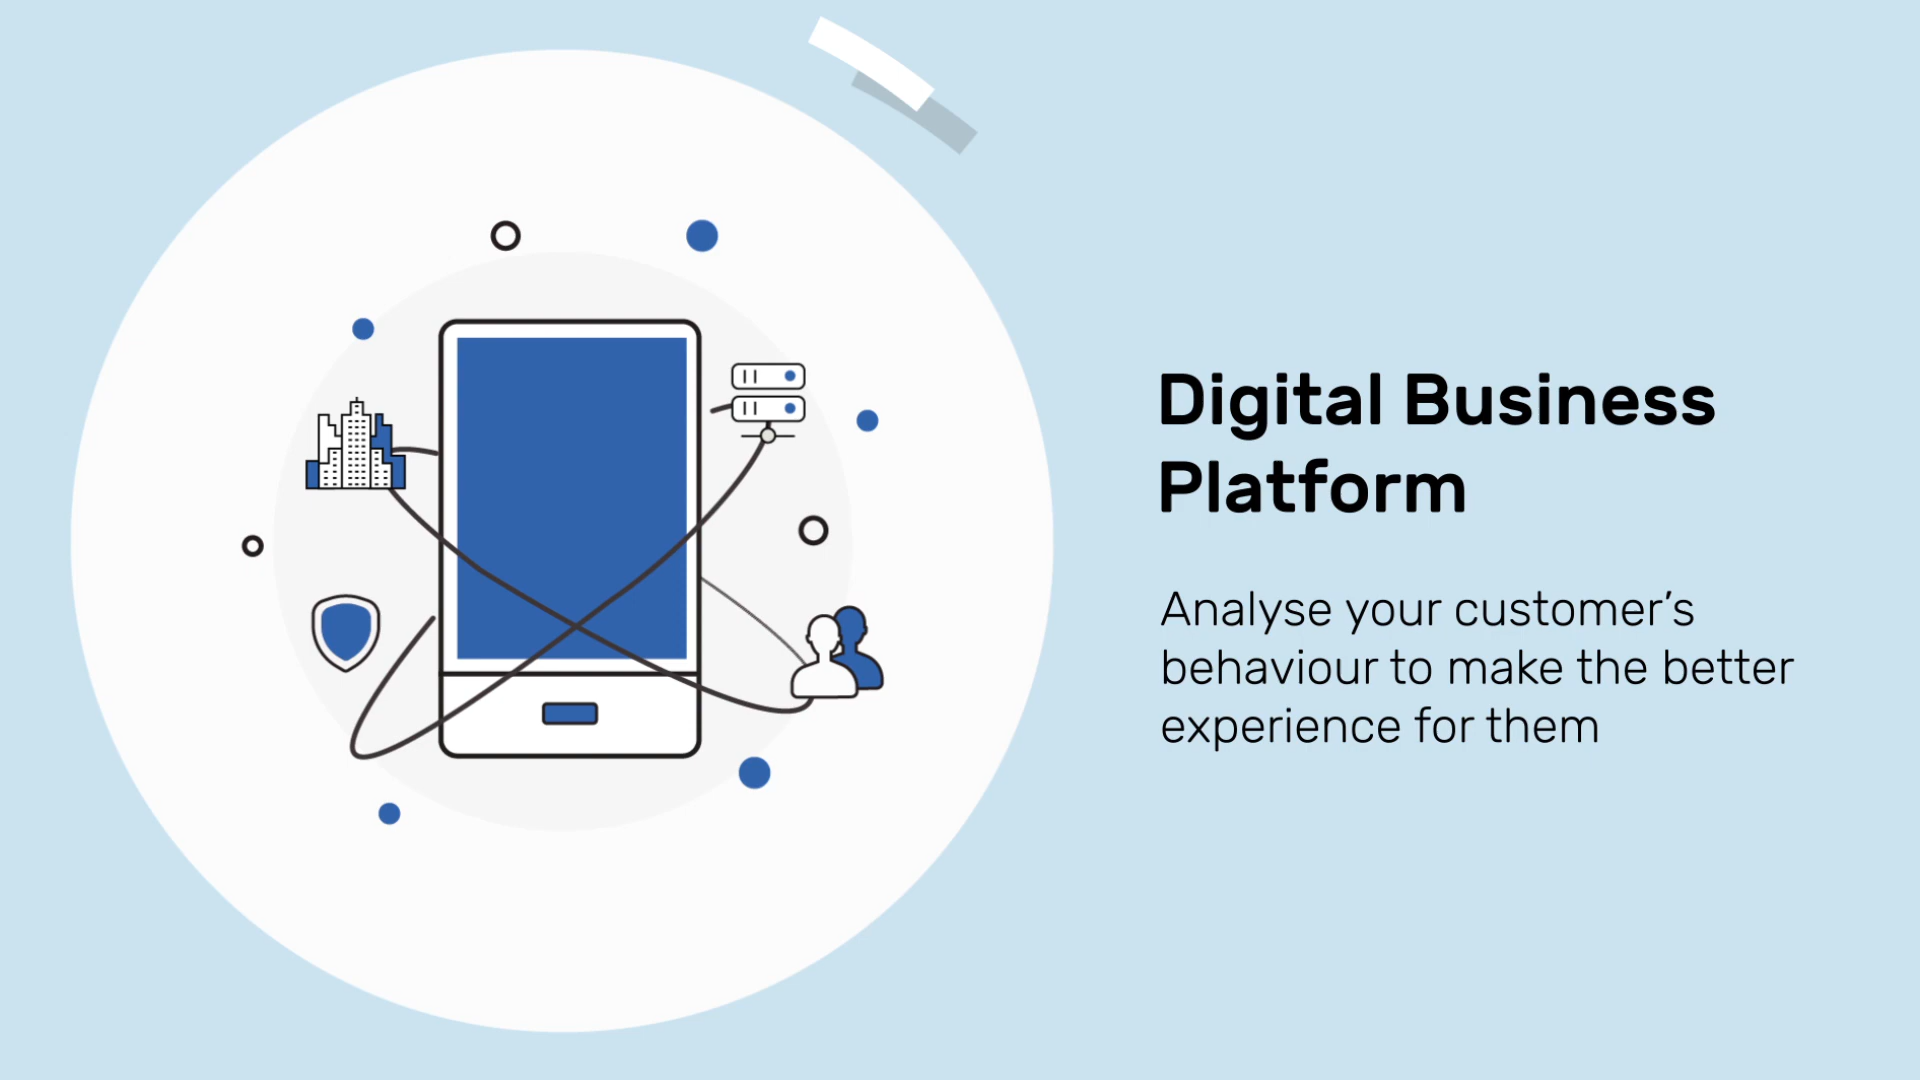 Digital Business
Platform
Analyse your customer’s
behaviour to make the better
experience for them